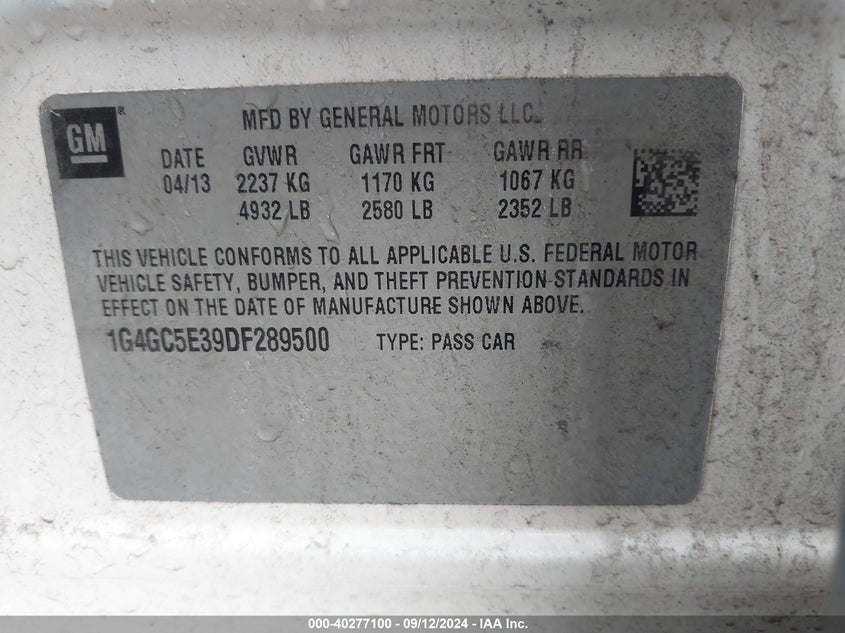 GM®
MFD BY GENERAL MOTORS LLC.
DATE GVWR GAWR FRT GAWR RR
04/13 2237 KG 1170 KG 1067 KG
4932 LB 2580 LB 2352 LB
THIS VEHICLE CONFORMS TO ALL APPLICABLE U.S. FEDERAL MOTOR
VEHICLE SAFETY, BUMPER, AND THEFT PREVENTION STANDARDS IN
EFFECT ON THE DATE OF MANUFACTURE SHOWN ABOVE.
1G4GC5E39DF289500 TYPE: PASS CAR
000-40277100 - 09/12/2024 - IAA Inc.